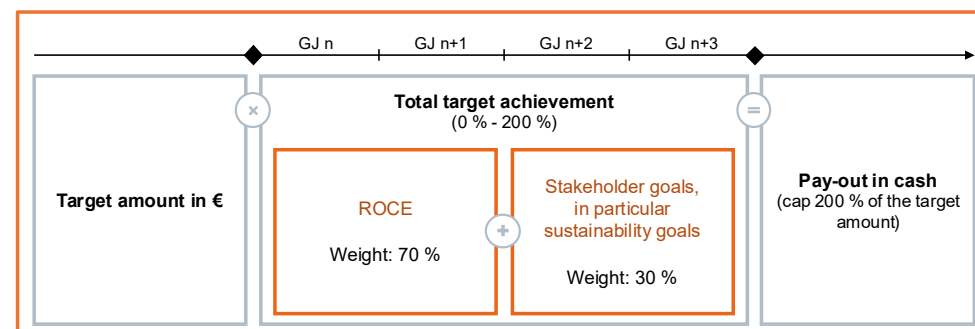 GJ n
GJ n+1
GJ n+2
GJ n+3
Target amount in €
×
Total target achievement
(0 % - 200 %)
ROCE
Weight: 70 %
+
Stakeholder goals,
in particular
sustainability goals
Weight: 30 %
=
Pay-out in cash
(cap 200 % of the target
amount)